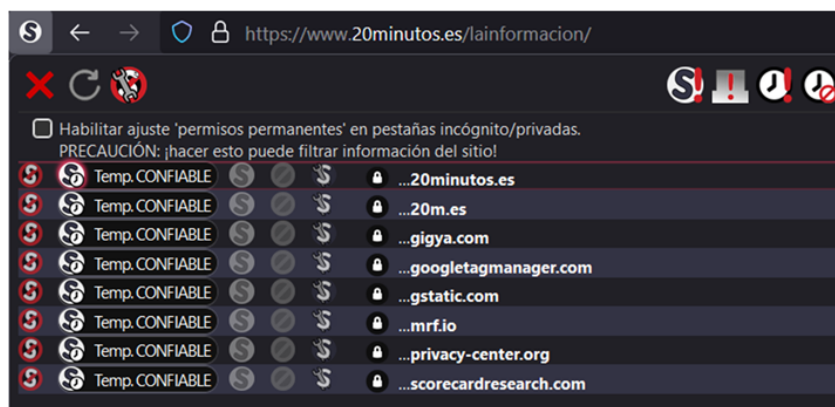 https://www.20minutos.es/lainformacion/
Habilitar ajuste 'permisos permanentes' en pestañas incógnito/privadas.
PRECAUCIÓN: ¡hacer esto puede filtrar información del sitio!
Temp. CONFIABLE ...20minutos.es
Temp. CONFIABLE ...20m.es
Temp. CONFIABLE ...gigya.com
Temp. CONFIABLE ...googletagmanager.com
Temp. CONFIABLE ...gstatic.com
Temp. CONFIABLE ...mrf.io
Temp. CONFIABLE ...privacy-center.org
Temp. CONFIABLE ...scorecardresearch.com